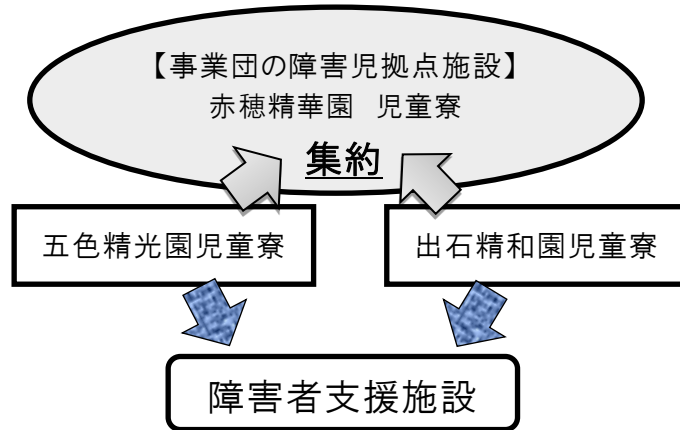 【事業団の障害児拠点施設】
赤穂精華園 児童寮
集約
五色精光園児童寮
出石精和園児童寮
障害者支援施設